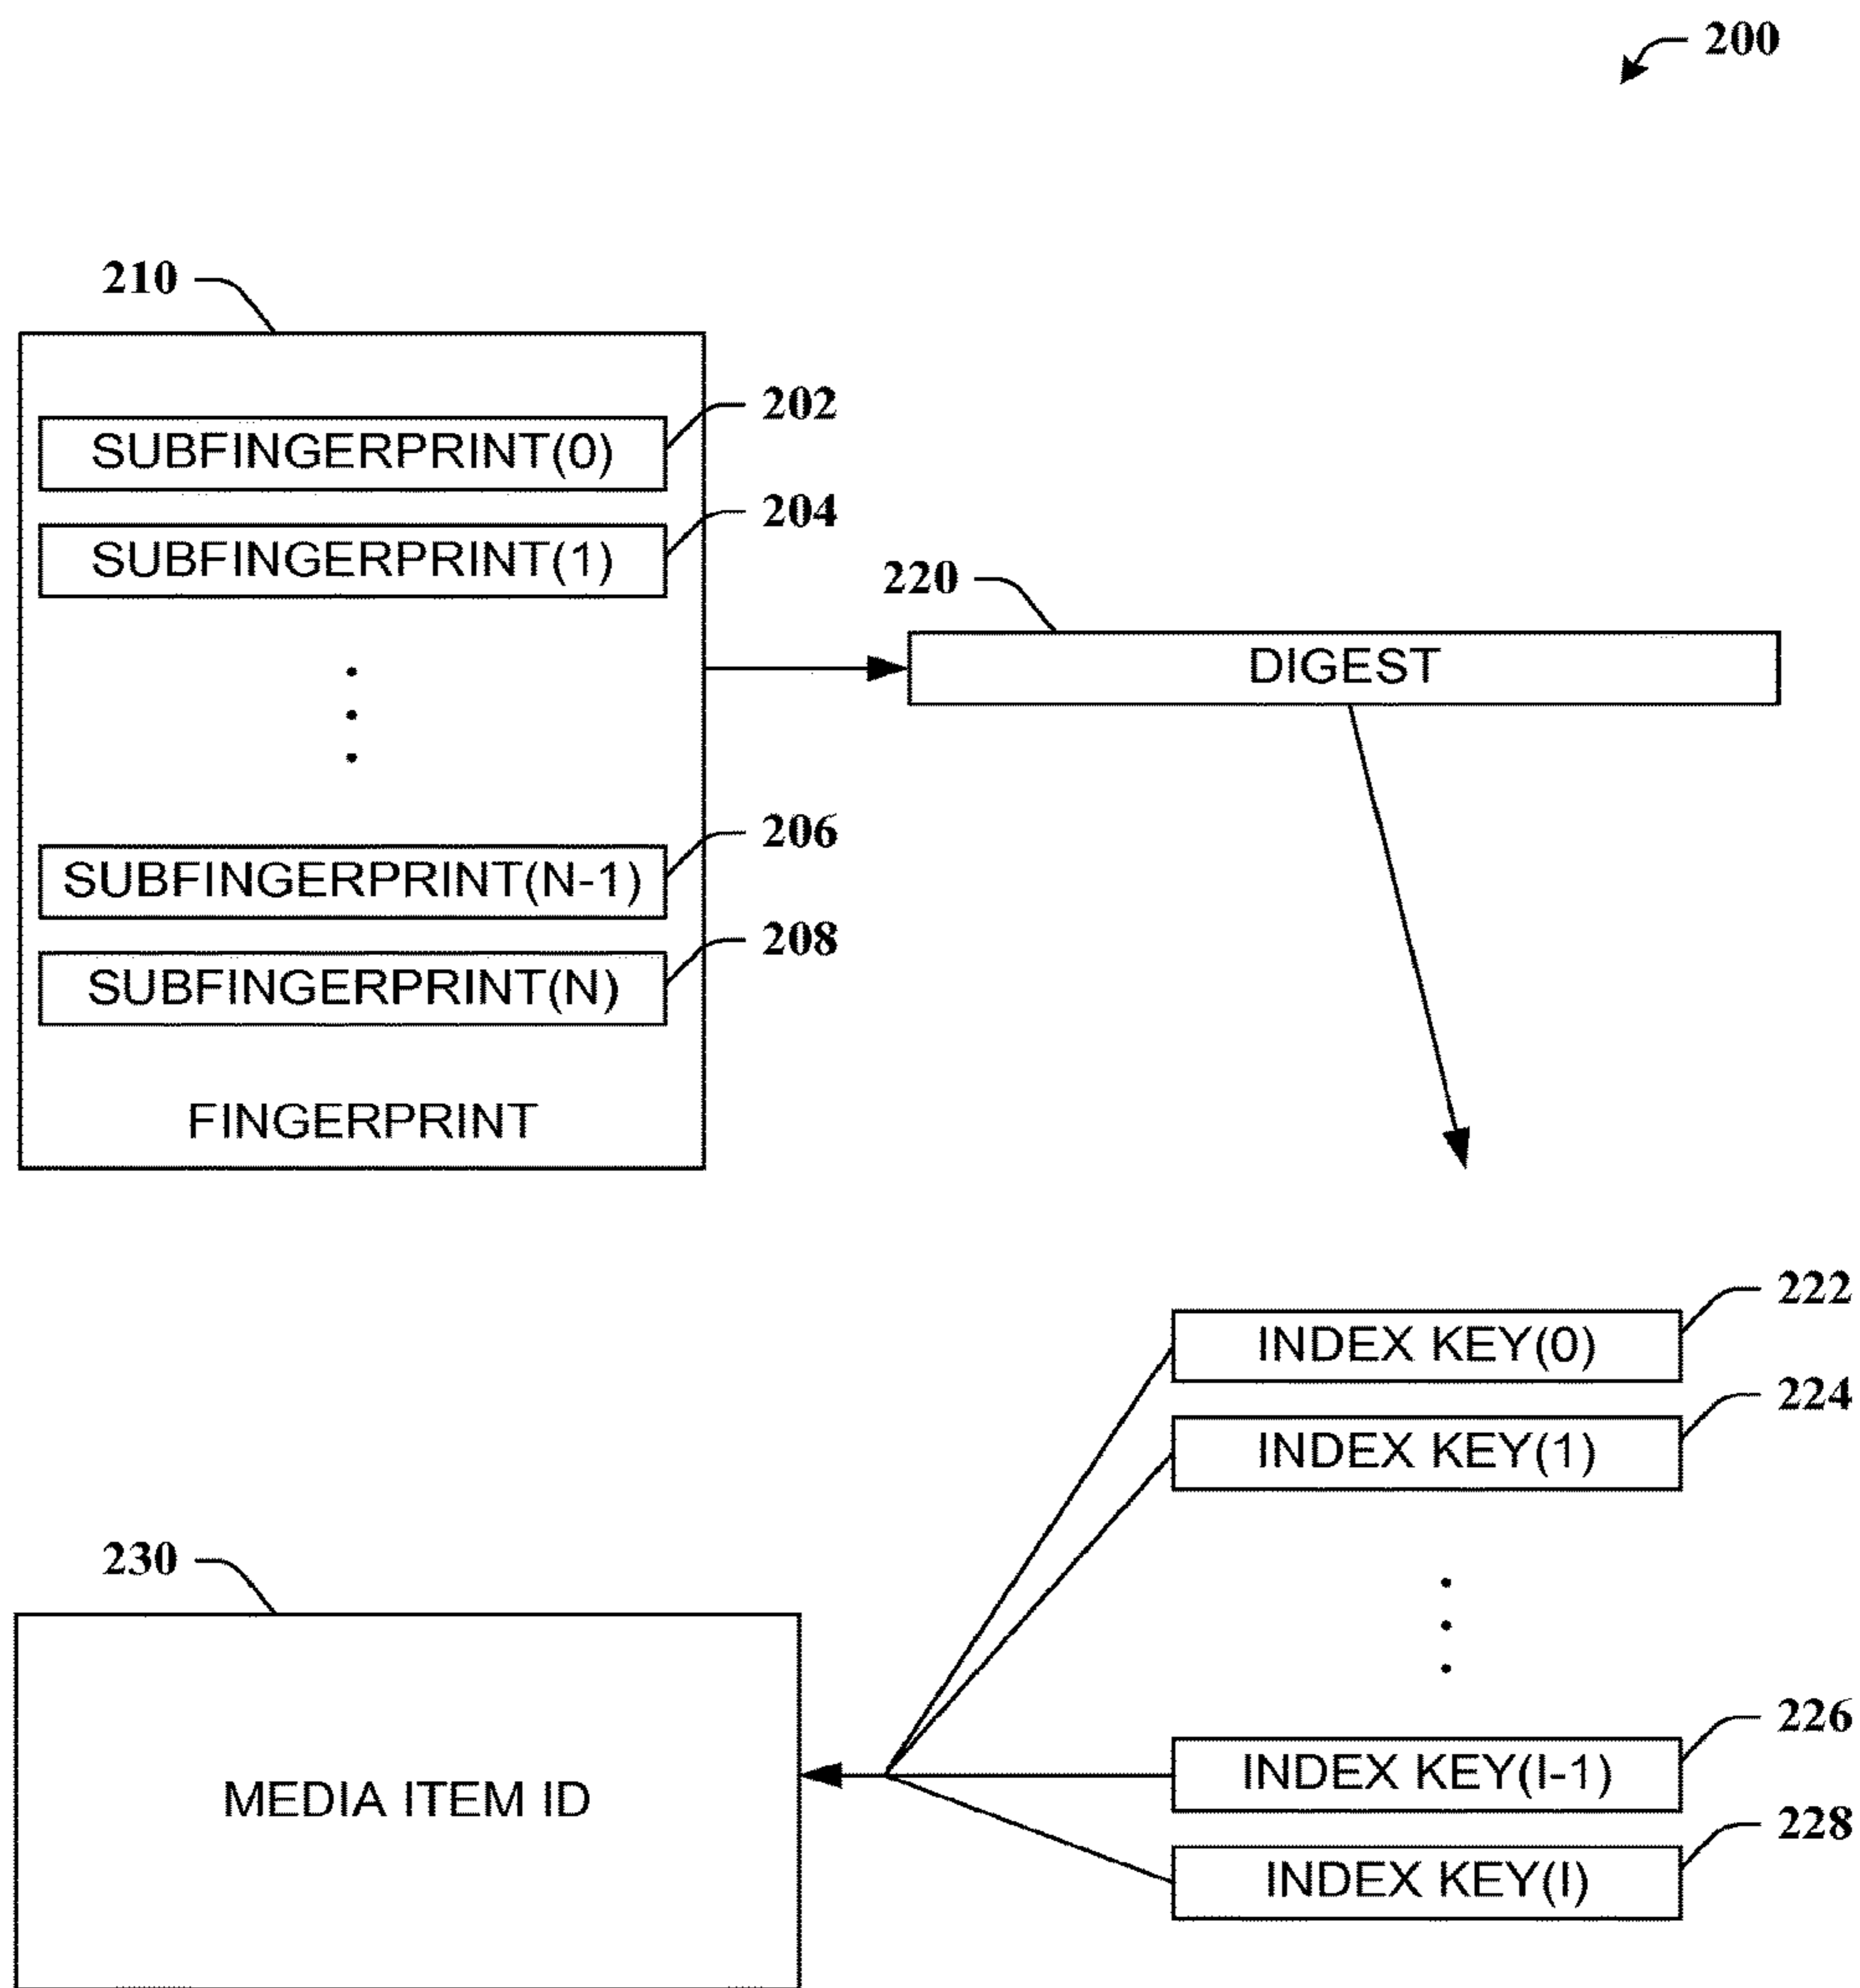 200
210
202
SUBFINGERPRINT(0)
204
SUBFINGERPRINT(1)
220
DIGEST
206
SUBFINGERPRINT(N-1)
208
SUBFINGERPRINT(N)
FINGERPRINT
222
INDEX KEY(0)
224
INDEX KEY(1)
230
226
INDEX KEY(I-1)
MEDIA ITEM ID
228
INDEX KEY(I)